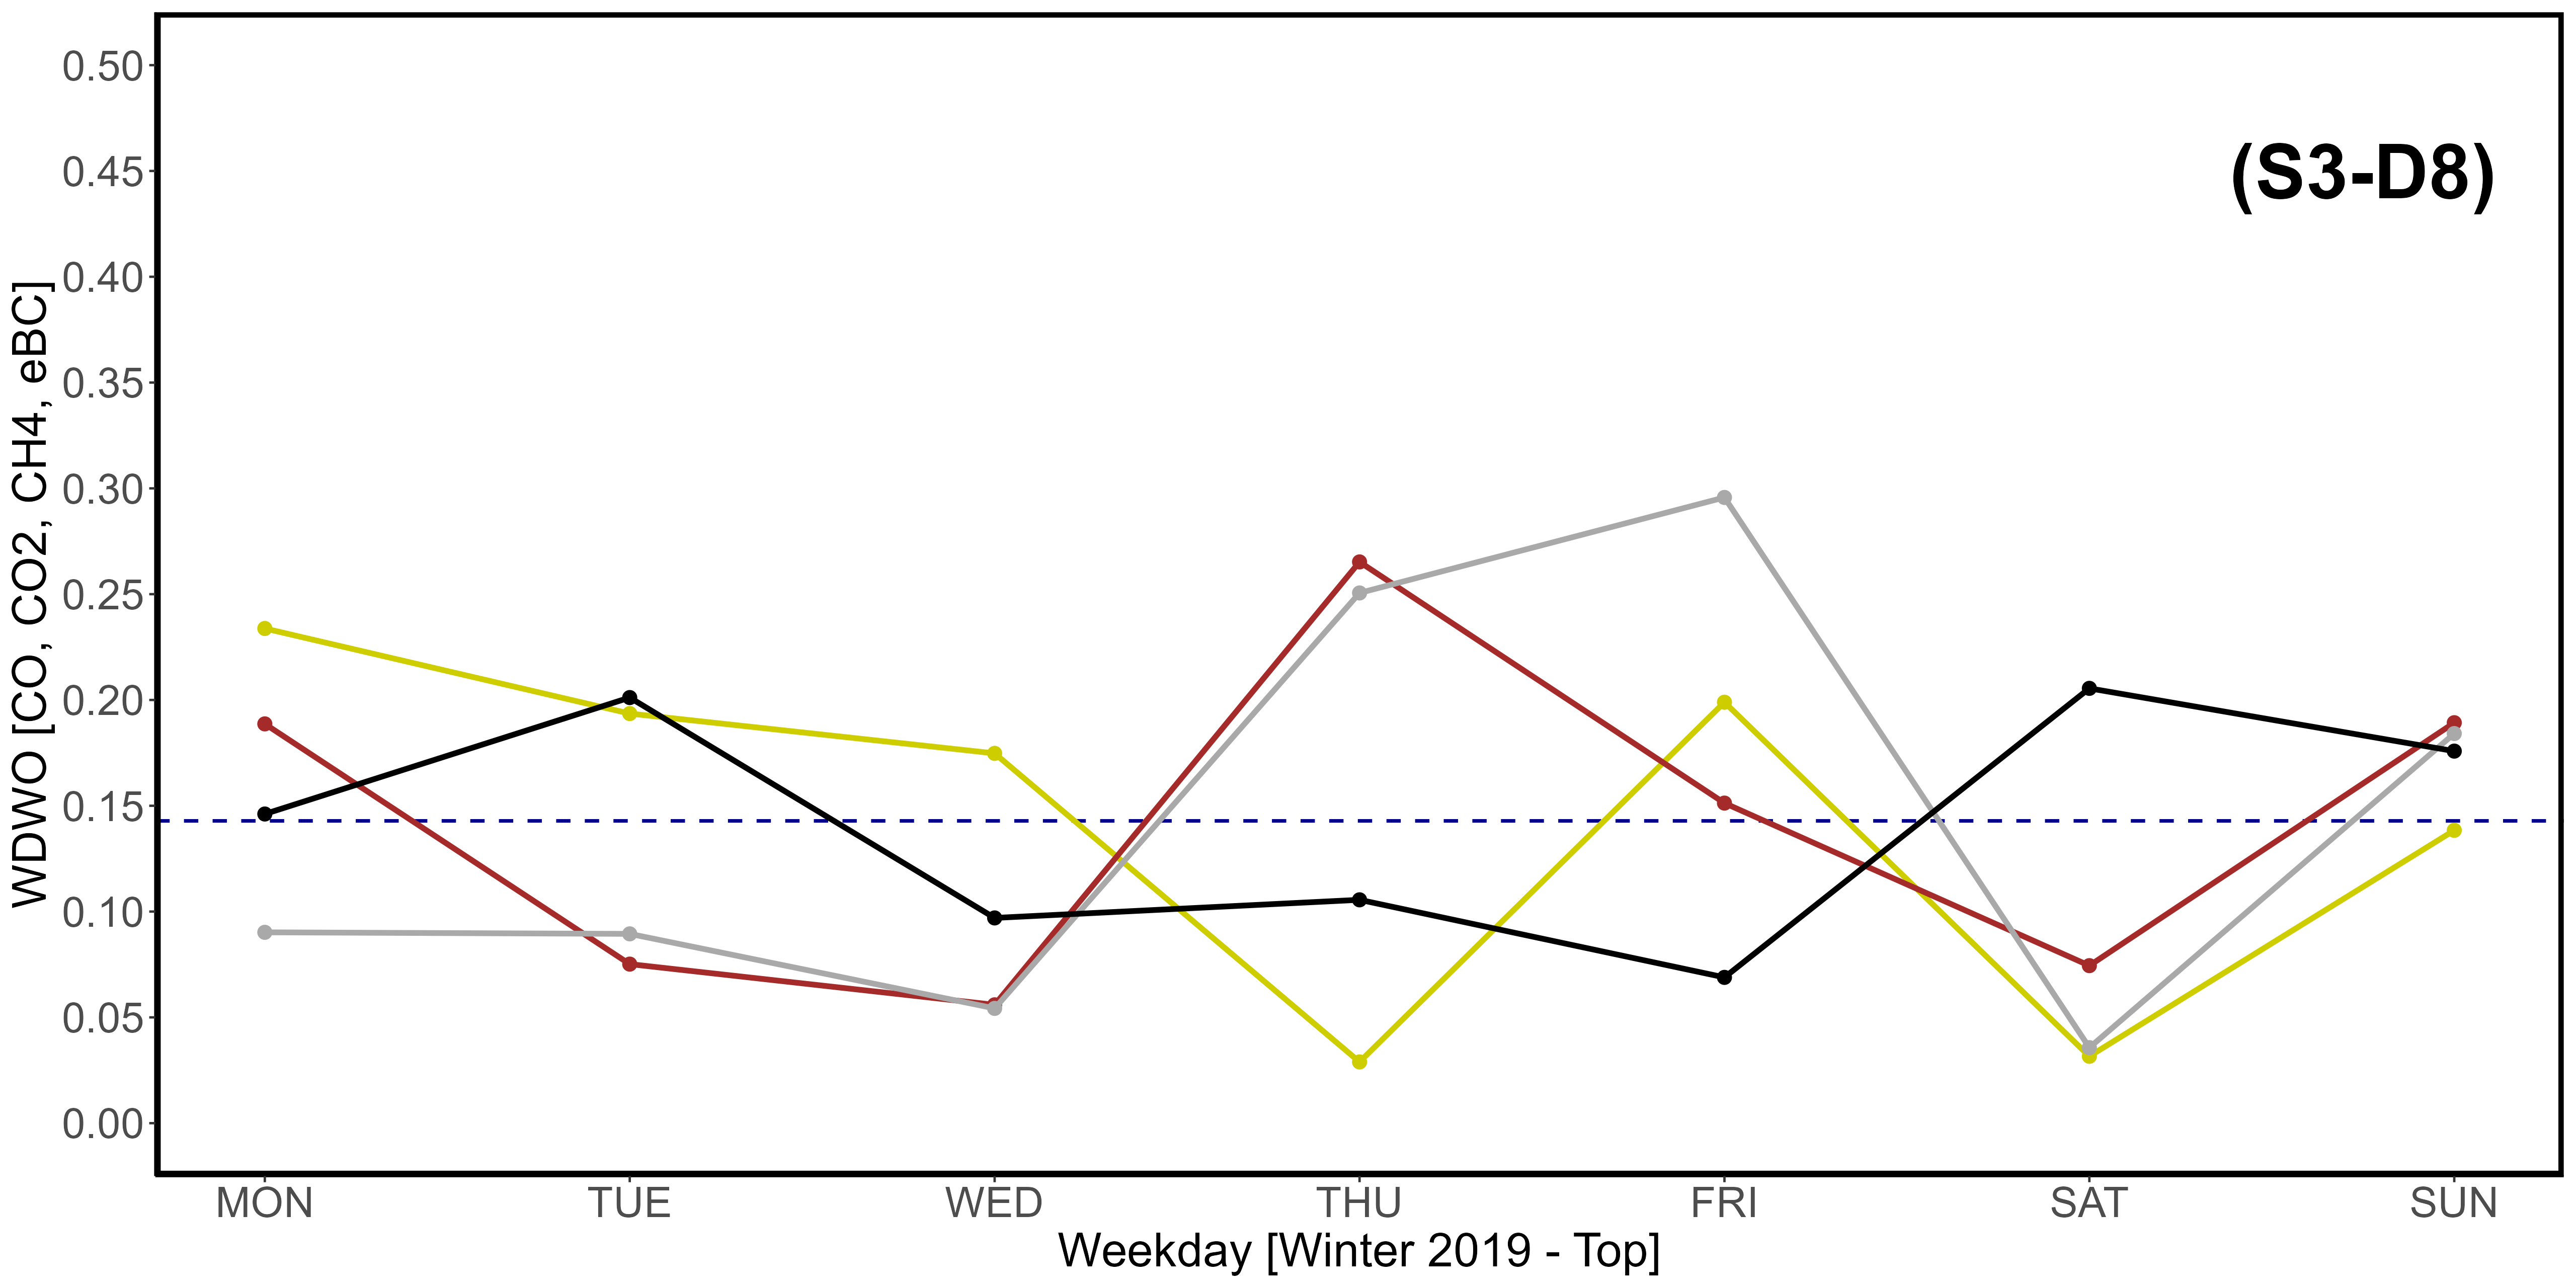 WDWO [CO, CO2, CH4, eBC]
0.50
0.45
0.40
0.35
0.30
0.25
0.20
0.15
0.10
0.05
0.00
(S3-D8)
MON TUE WED THU FRI SAT SUN
Weekday [Winter 2019 - Top]